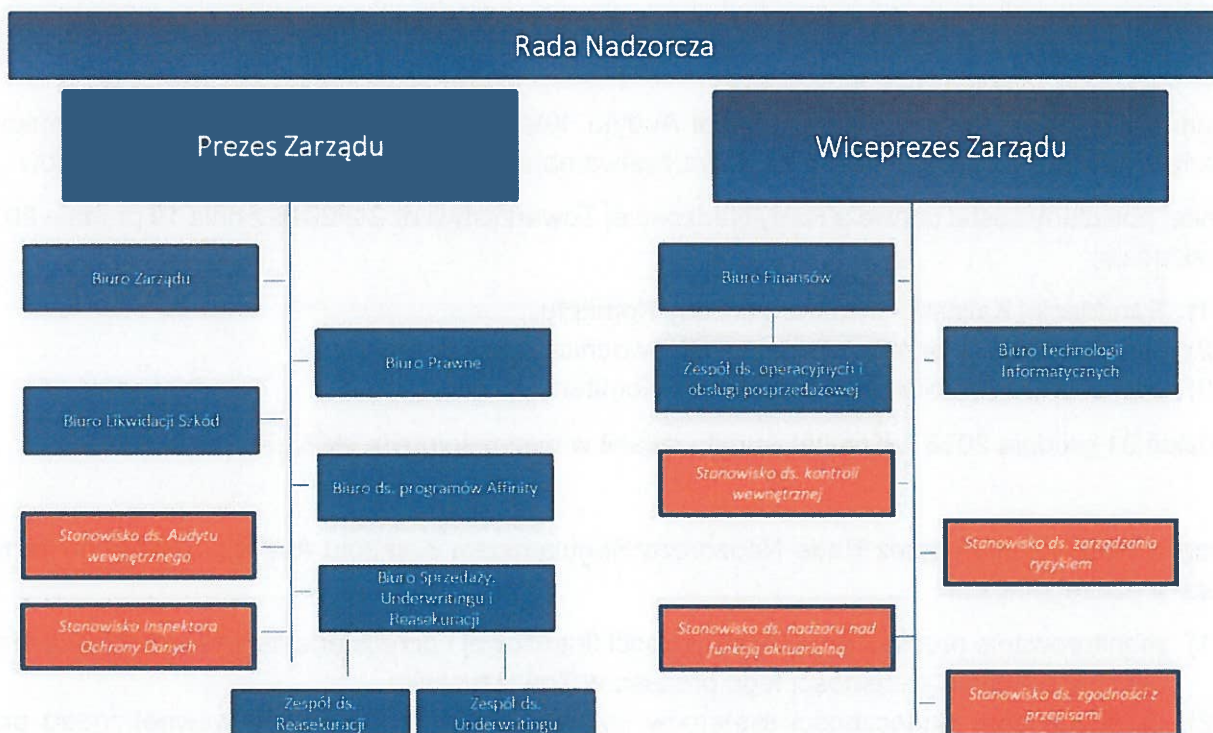 Rada Nadzorcza
Prezes Zarządu
Wiceprezes Zarządu
Biuro Zarządu
Biuro Finansów
Biuro Prawne
Zespół ds. operacyjnych i
obsługi posprzedażowej
Biuro Technologii
Informatycznych
Biuro Likwidacji Szkód
Biuro ds. programów Affinity
Stanowisko ds. kontroli
wewnętrznej
Stanowisko ds. Audytu
wewnętrznego
Stanowisko ds. zarządzania
ryzykiem
Biuro Sprzedaży,
Underwritingu i
Reasekuracji
Stanowisko inspektora
Ochrony Danych
Stanowisko ds. nadzoru nad
funkcją aktuarialną
Zespół ds.
Reasekuracji
Zespół ds.
Underwritingu
Stanowisko ds. zgodności z
przepisami